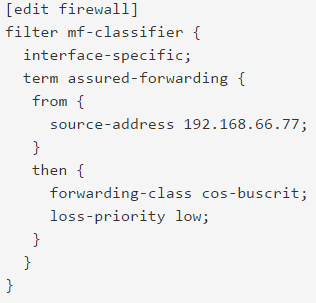 [edit firewall]
filter mf-classifier {
interface-specific;
term assured-forwarding {
from {
source-address 192.168.66.77;
}
then {
forwarding-class cos-buscrit;
loss-priority low;
}
}
}